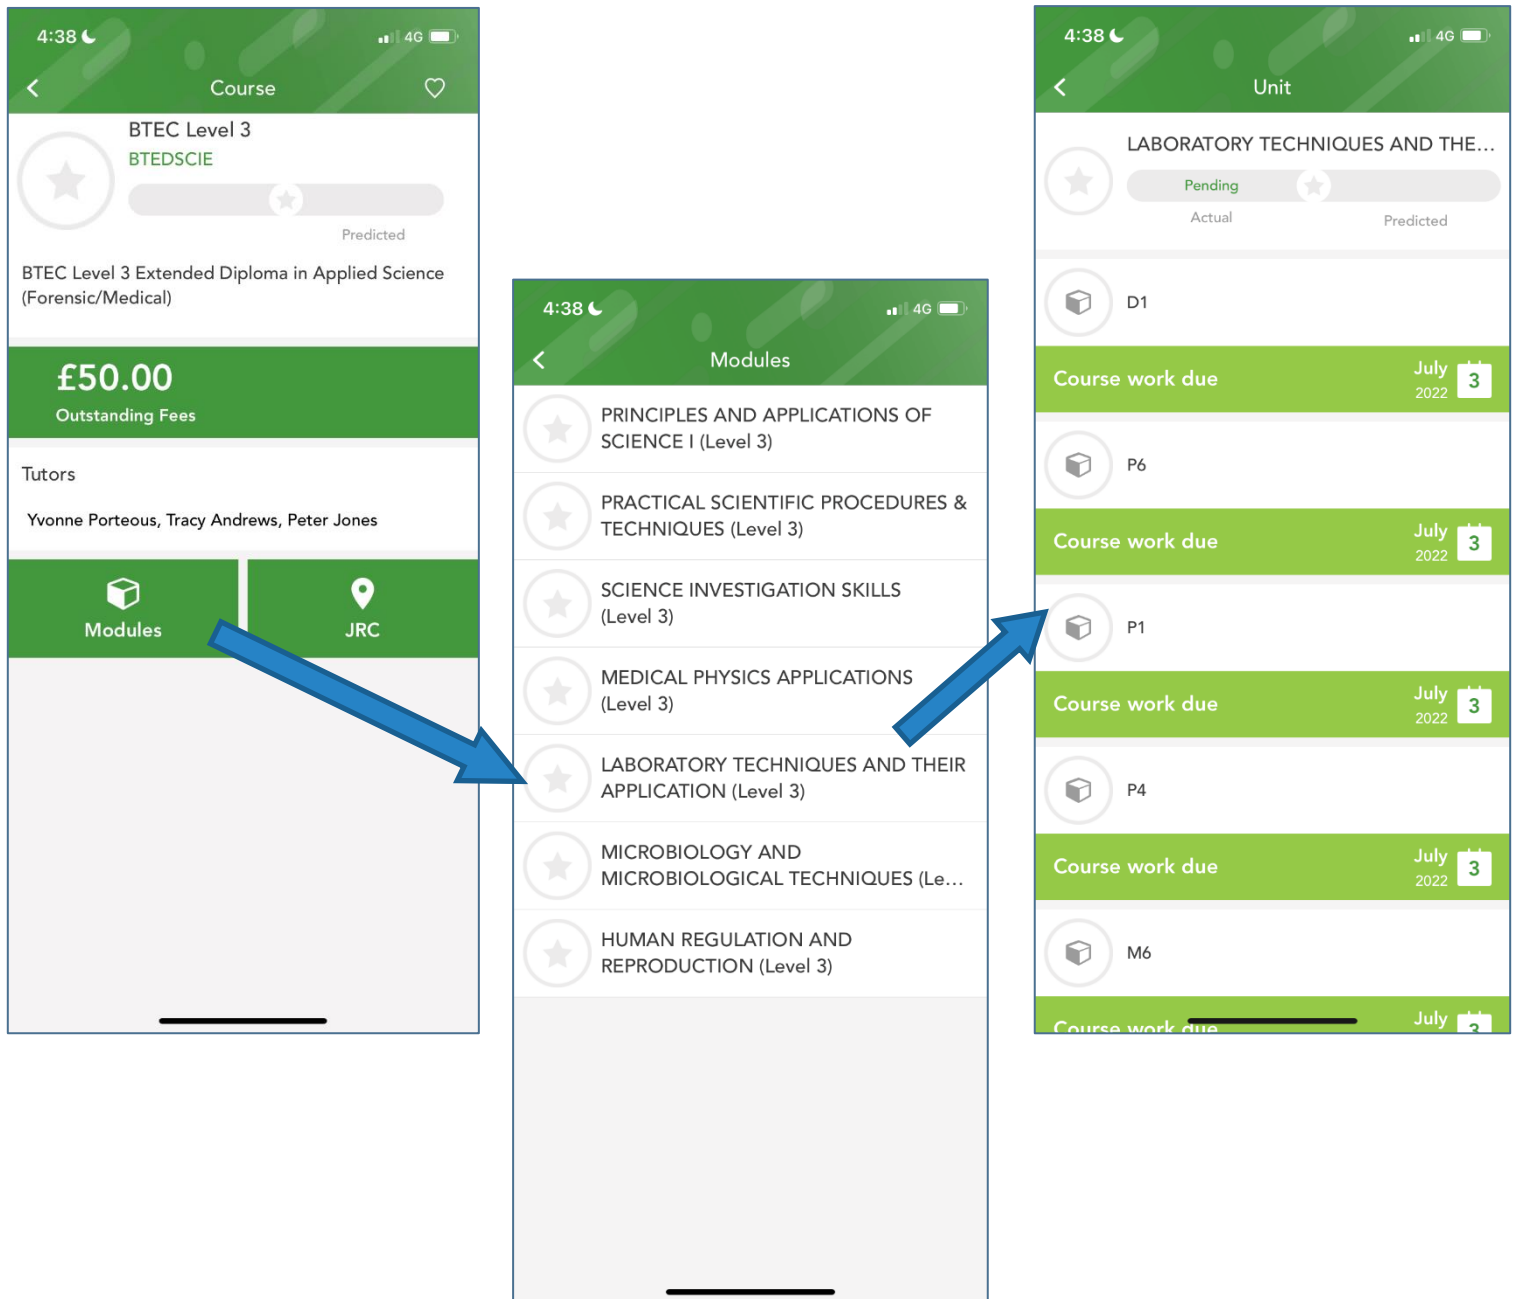 4:38
4G
Course
BTEC Level 3
BTEDSCIE
Predicted
BTEC Level 3 Extended Diploma in Applied Science
(Forensic/Medical)
£50.00
Outstanding Fees
Tutors
Yvonne Porteous, Tracy Andrews, Peter Jones
Modules
JRC
4:38
4G
Modules
PRINCIPLES AND APPLICATIONS OF
SCIENCE I (Level 3)
PRACTICAL SCIENTIFIC PROCEDURES &
TECHNIQUES (Level 3)
SCIENCE INVESTIGATION SKILLS
(Level 3)
MEDICAL PHYSICS APPLICATIONS
(Level 3)
LABORATORY TECHNIQUES AND THEIR
APPLICATION (Level 3)
MICROBIOLOGY AND
MICROBIOLOGICAL TECHNIQUES (Le...
HUMAN REGULATION AND
REPRODUCTION (Level 3)
4:38
4G
Unit
LABORATORY TECHNIQUES AND THE...
Pending
Actual
Predicted
D1
Course work due
July
2022
3
P6
Course work due
July
2022
3
P1
Course work due
July
2022
3
P4
Course work due
July
2022
3
M6
Course work due
July
3